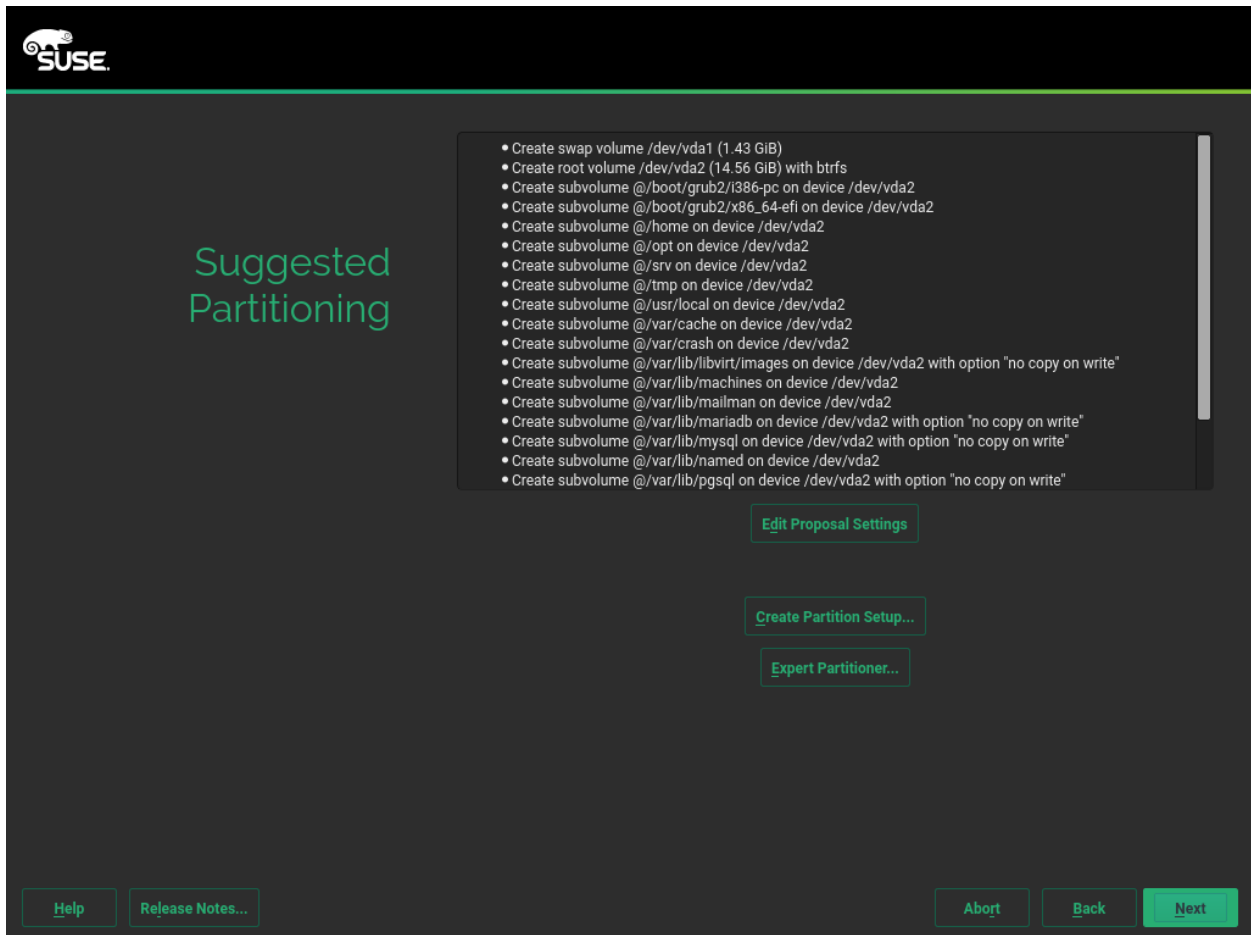 SUSE.
Suggested
Partitioning
• Create swap volume /dev/vda1 (1.43 GiB)
• Create root volume /dev/vda2 (14.56 GiB) with btrfs
• Create subvolume @/boot/grub2/i386-pc on device /dev/vda2
• Create subvolume @/boot/grub2/x86_64-efi on device /dev/vda2
• Create subvolume @/home on device /dev/vda2
• Create subvolume @/opt on device /dev/vda2
• Create subvolume @/srv on device /dev/vda2
• Create subvolume @/tmp on device /dev/vda2
• Create subvolume @/usr/local on device /dev/vda2
• Create subvolume @/var/cache on device /dev/vda2
• Create subvolume @/var/crash on device /dev/vda2
• Create subvolume @/var/lib/libvirt/images on device /dev/vda2 with option "no copy on write"
• Create subvolume @/var/lib/machines on device /dev/vda2
• Create subvolume @/var/lib/mailman on device /dev/vda2
• Create subvolume @/var/lib/mariadb on device /dev/vda2 with option "no copy on write"
• Create subvolume @/var/lib/mysql on device /dev/vda2 with option "no copy on write"
• Create subvolume @/var/lib/named on device /dev/vda2
• Create subvolume @/var/lib/pgsql on device /dev/vda2 with option "no copy on write"
Edit Proposal Settings
Create Partition Setup...
Expert Partitioner...
Help Release Notes... Abort Back Next